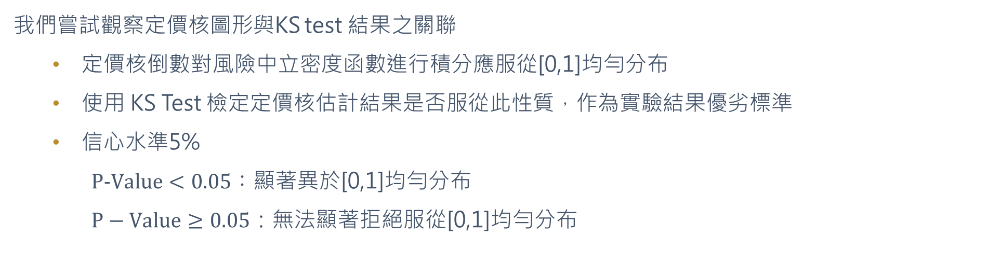 我們嘗試觀察定價核圖形與KS test 結果之關聯
• 定價核倒數對風險中立密度函數進行積分應服從[0,1]均勻分布
• 使用 KS Test 檢定定價核估計結果是否服從此性質，作為實驗結果優劣標準
• 信心水準5%
P-Value < 0.05：顯著異於[0,1]均勻分布
P − Value ≥ 0.05：無法顯著拒絕服從[0,1]均勻分布